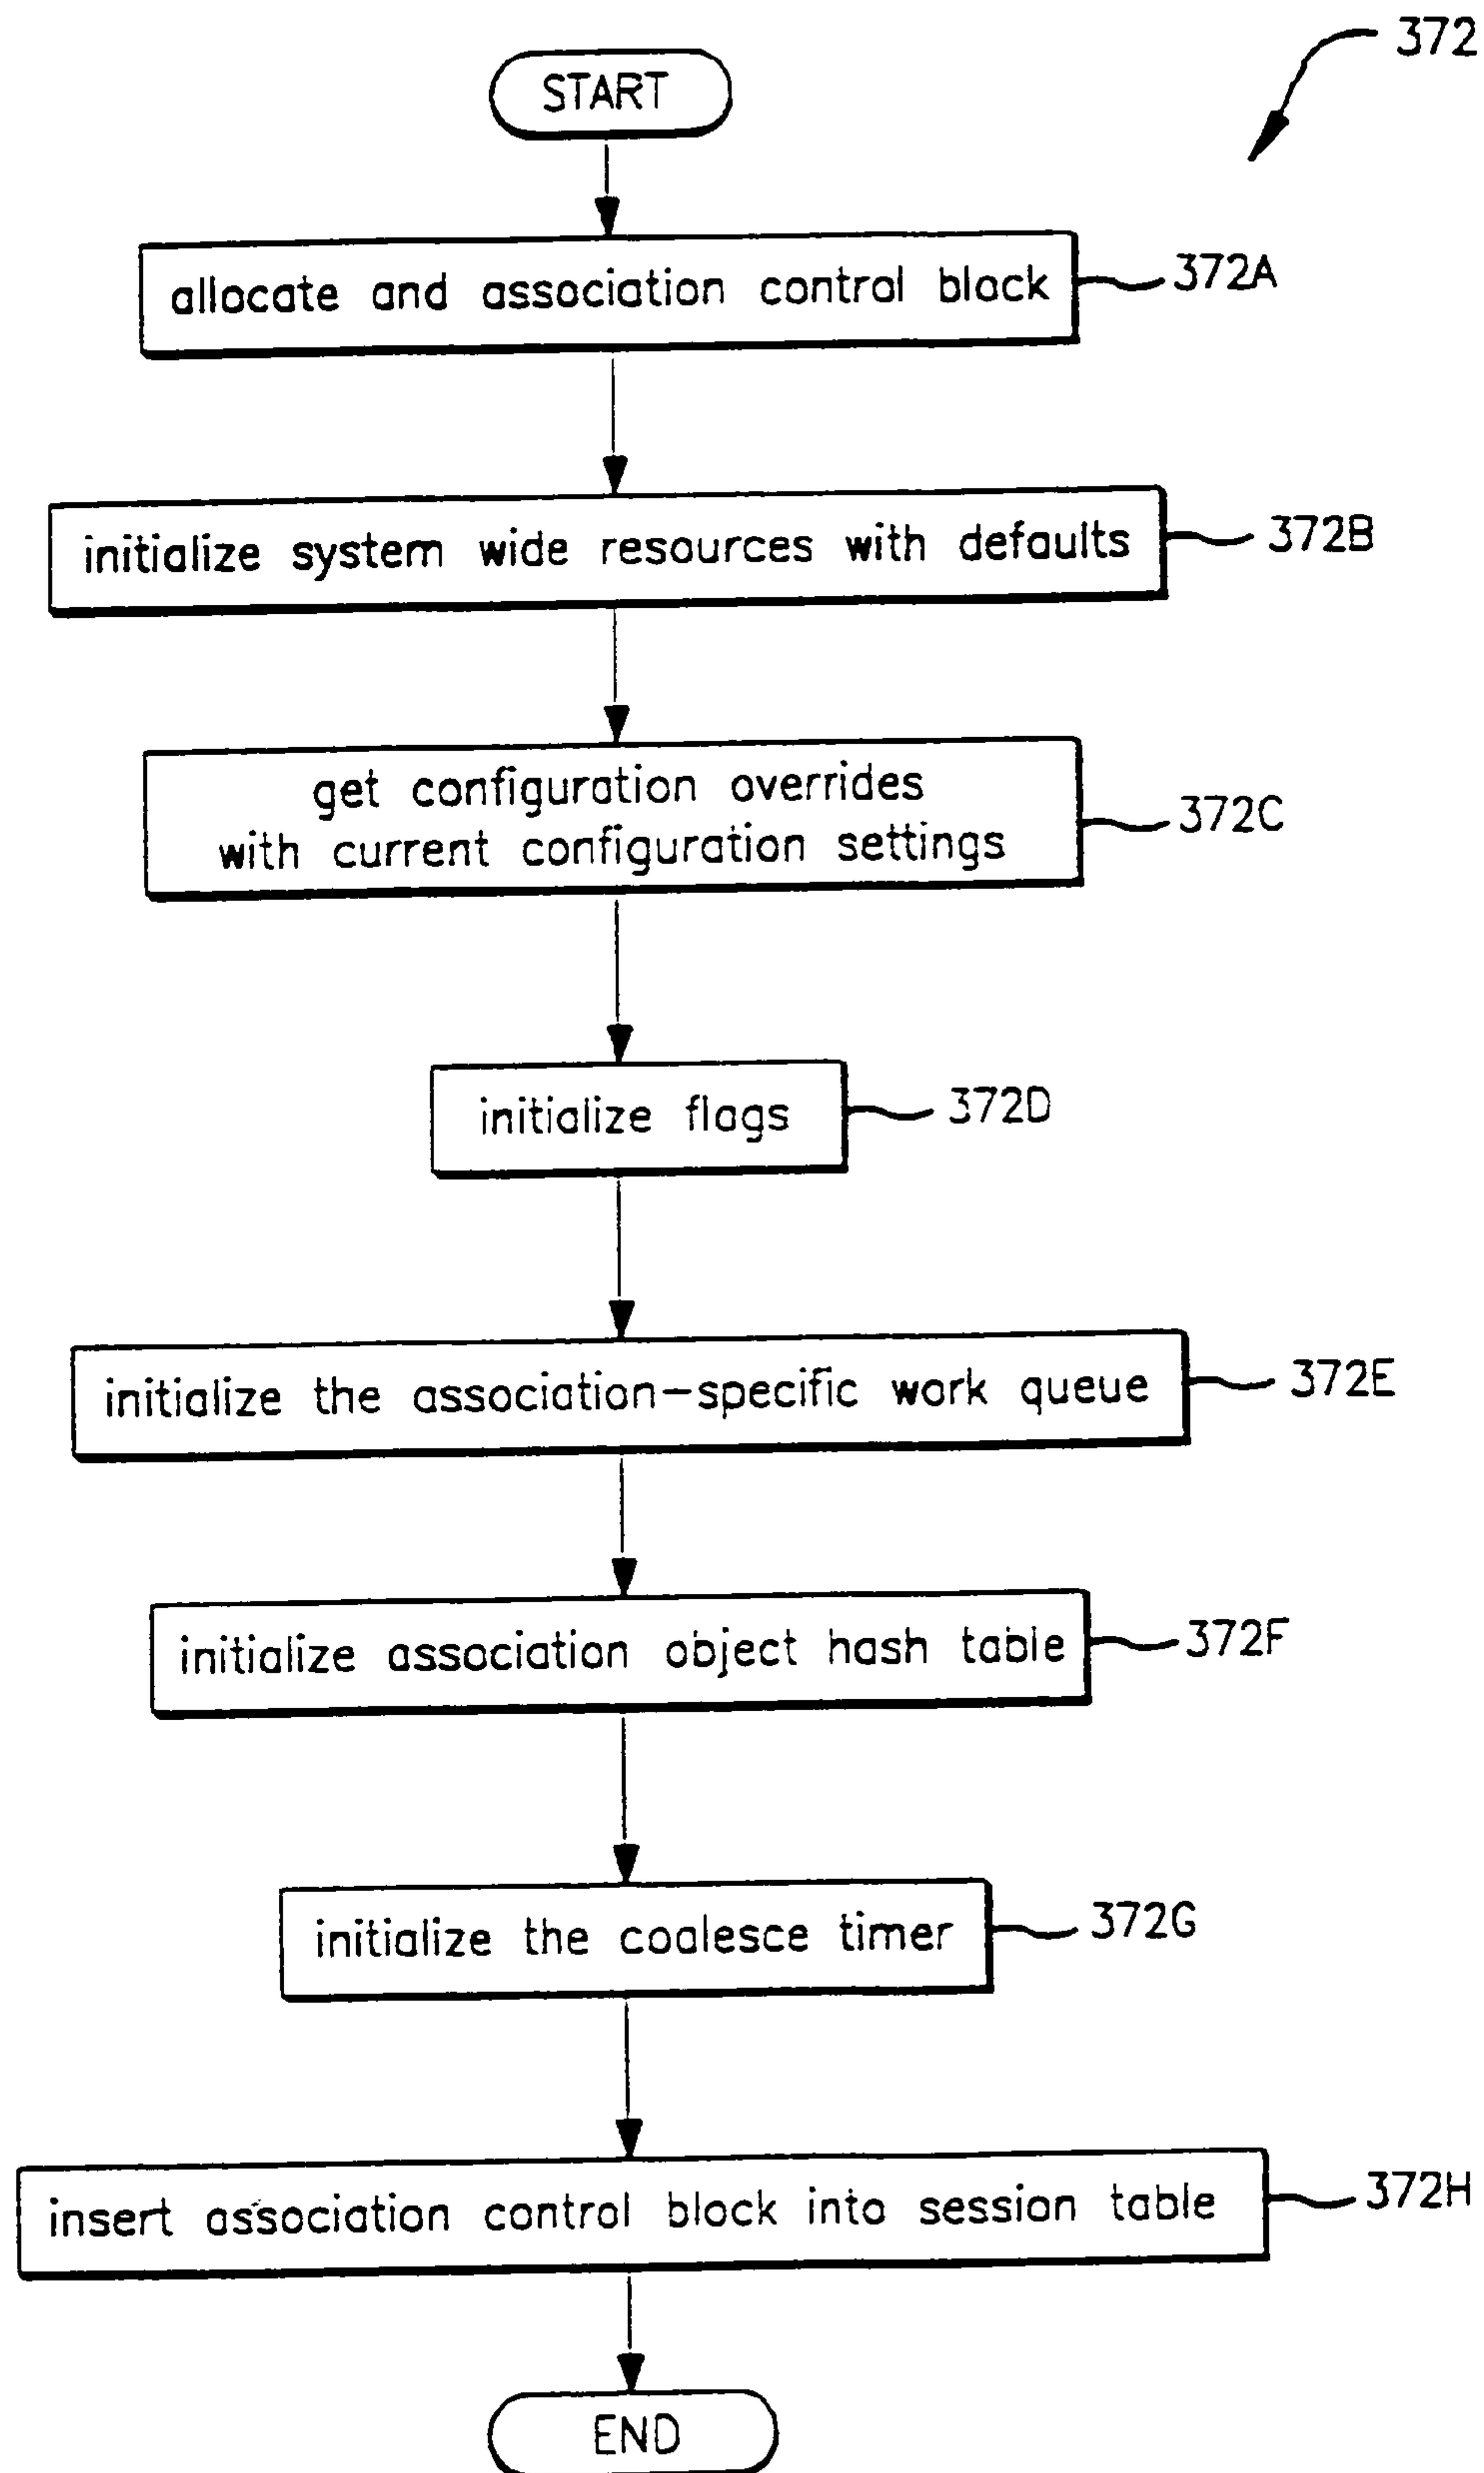 372
START
allocate and association control block
372A
initialize system wide resources with defaults
372B
get configuration overrides
with current configuration settings
372C
initialize flags
372D
initialize the association-specific work queue
372E
initialize association object hash table
372F
initialize the coalesce timer
372G
insert association control block into session table
372H
END